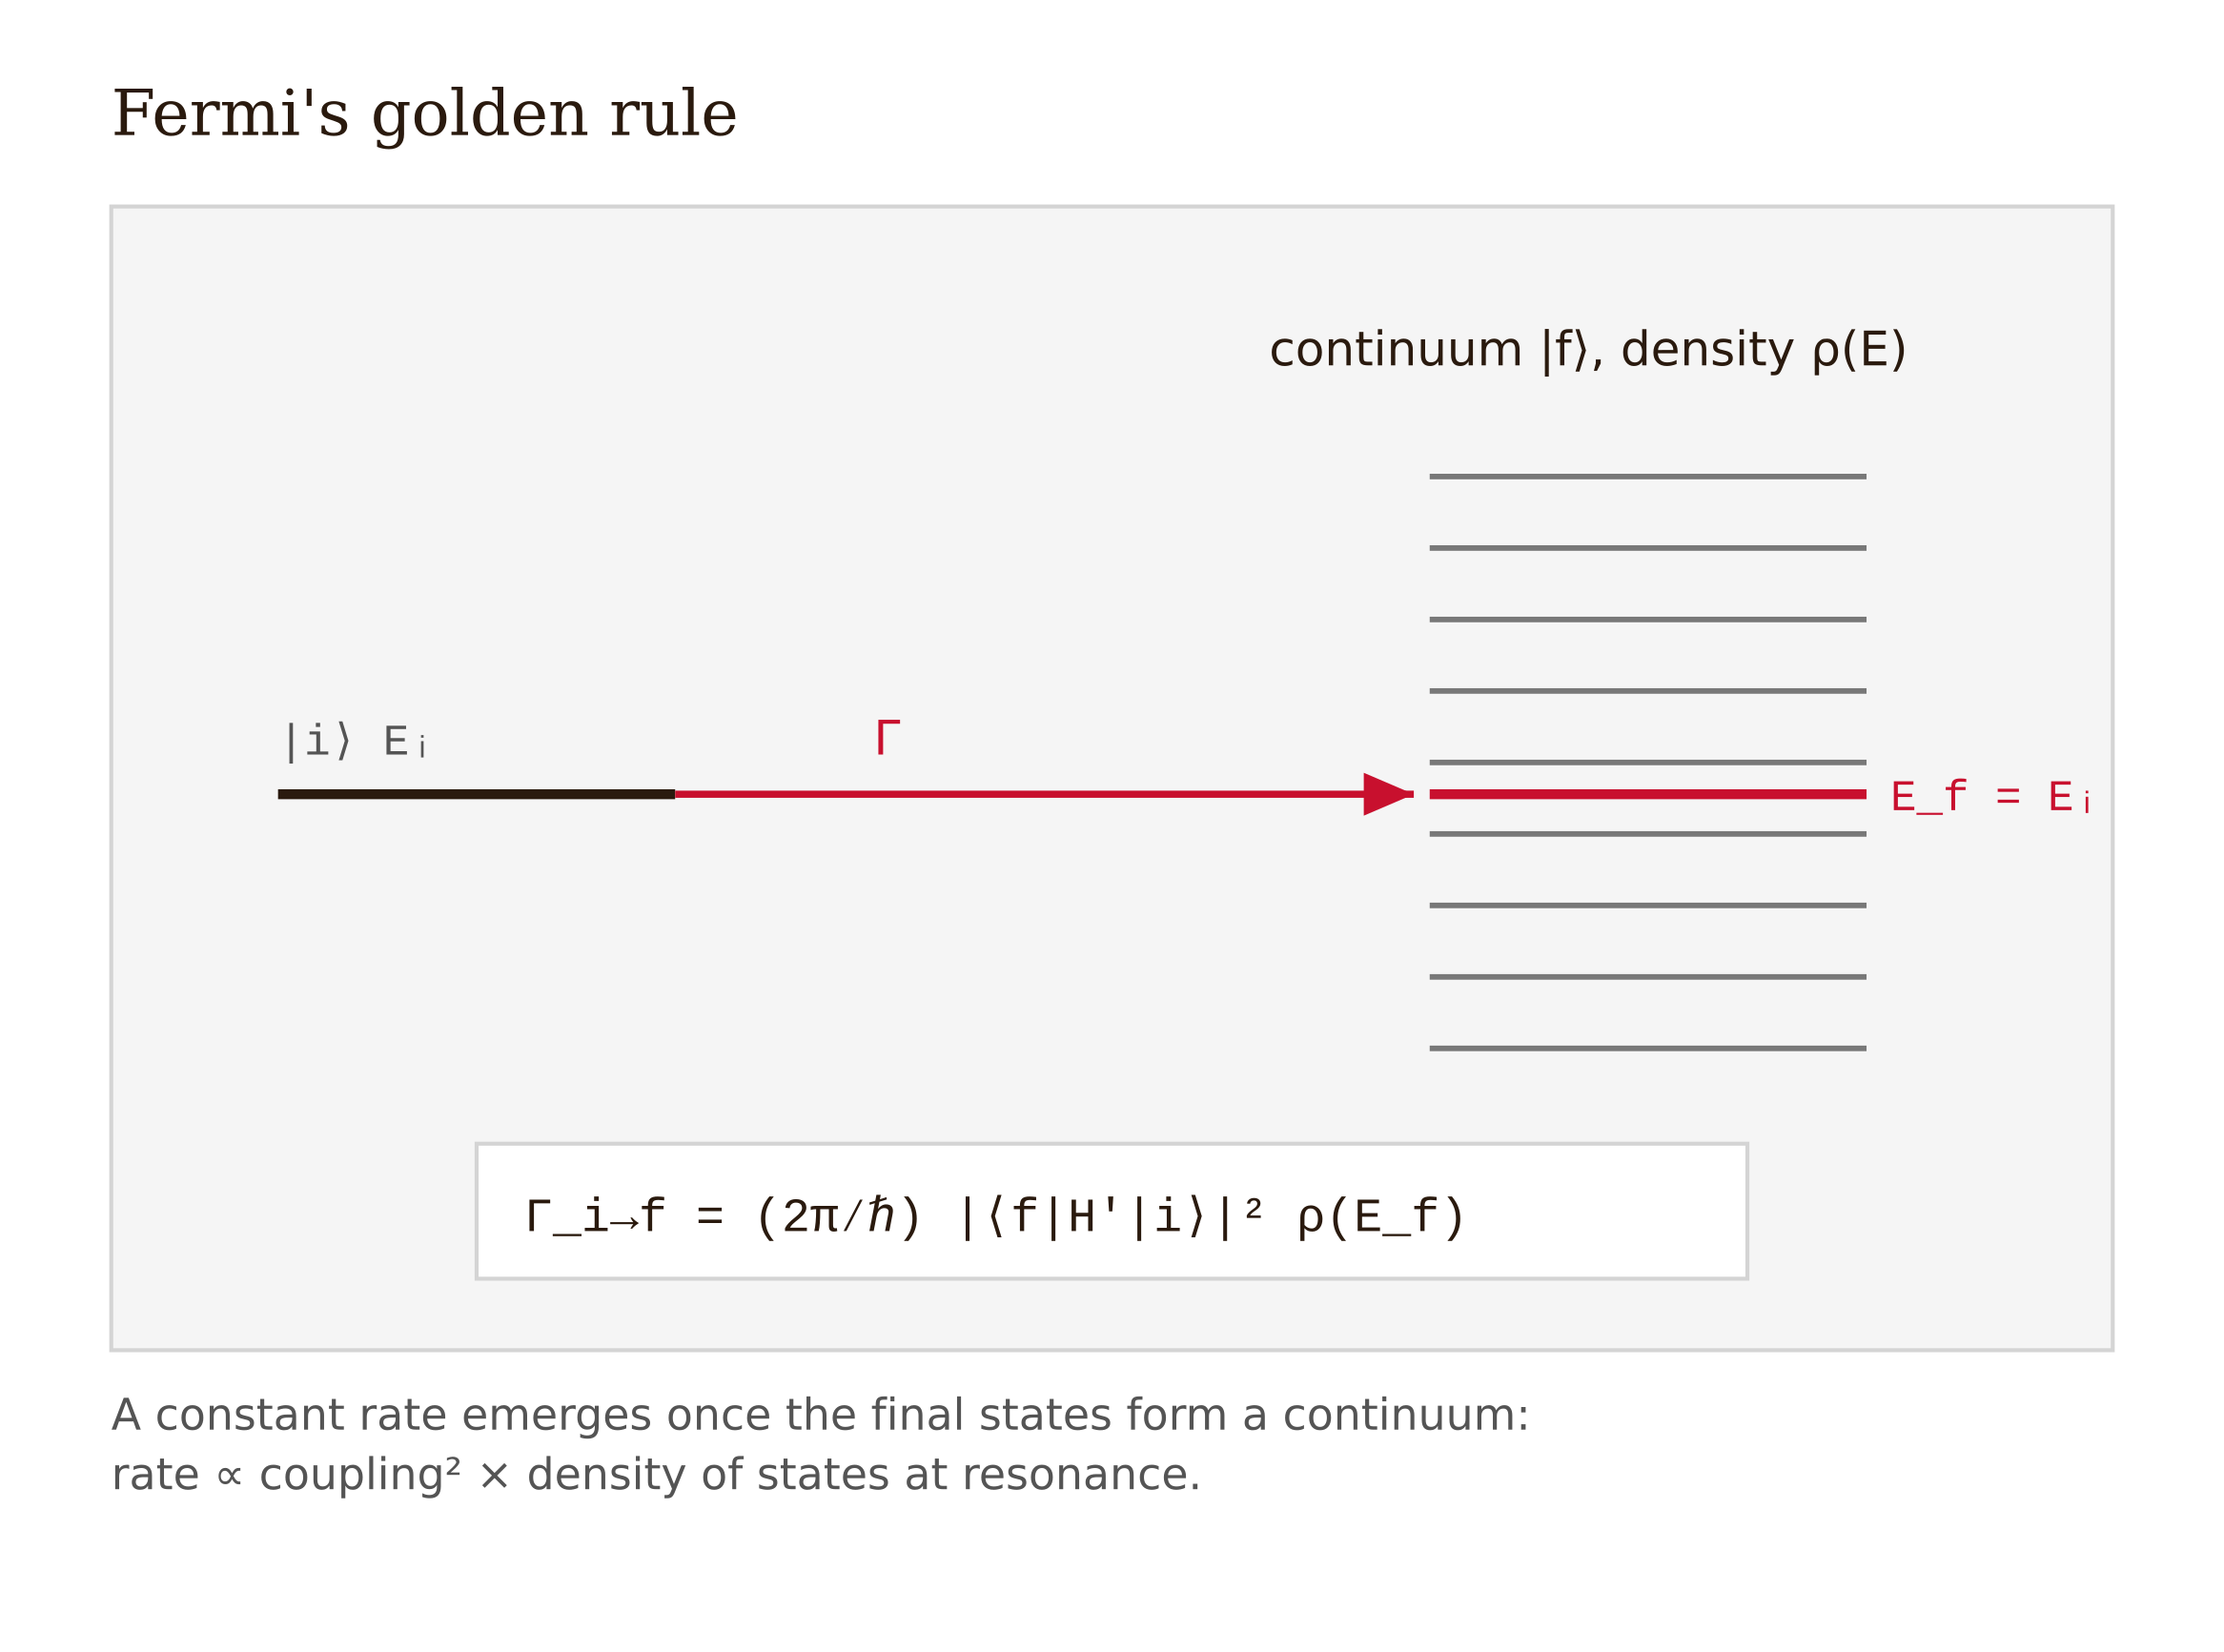 Fermi's golden rule
continuum |f⟩, density ρ(E)
|i⟩ Eᵢ
Γ
E_f = Eᵢ
Γ_i→f = (2π/ℏ) |⟨f|H'|i⟩|² ρ(E_f)
A constant rate emerges once the final states form a continuum:
rate ∝ coupling² × density of states at resonance.